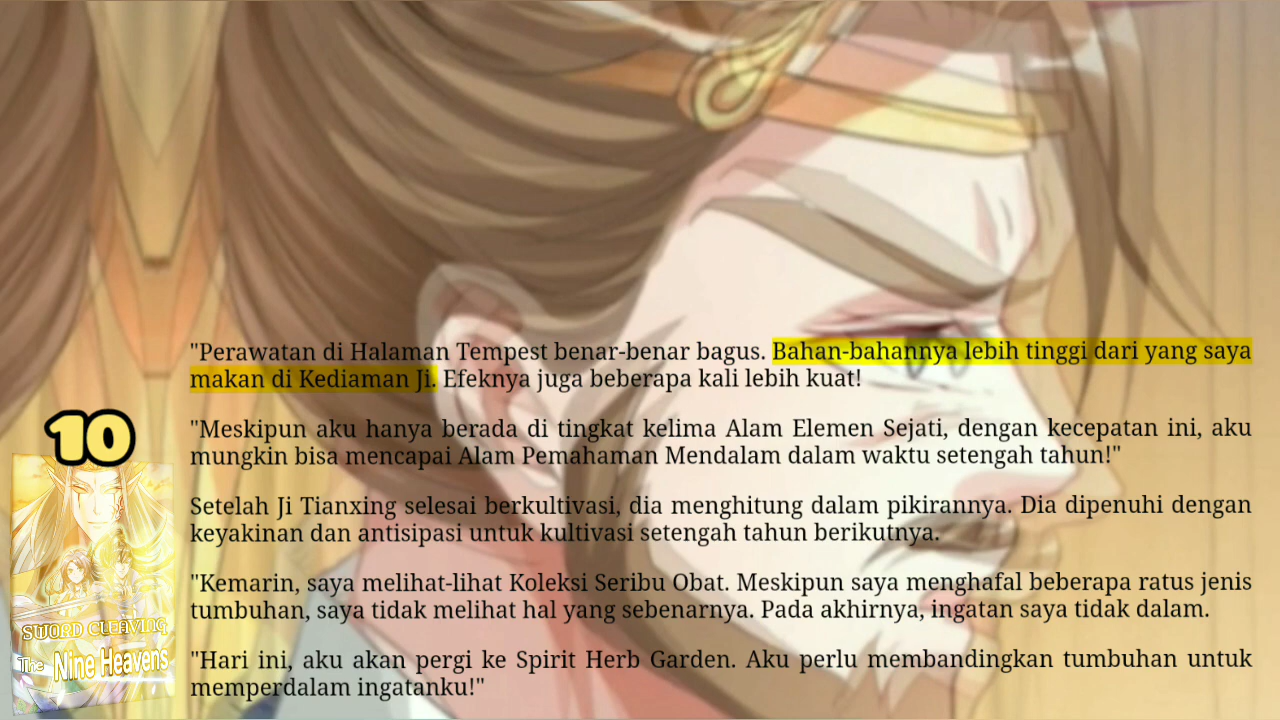 "Perawatan di Halaman Tempest benar-benar bagus. Bahan-bahannya lebih tinggi dari yang saya
makan di Kediaman Ji. Efeknya juga beberapa kali lebih kuat!
"Meskipun aku hanya berada di tingkat kelima Alam Elemen Sejati, dengan kecepatan ini, aku
mungkin bisa mencapai Alam Pemahaman Mendalam dalam waktu setengah tahun!"
Setelah Ji Tianxing selesai berkultivasi, dia menghitung dalam pikirannya. Dia dipenuhi dengan
keyakinan dan antisipasi untuk kultivasi setengah tahun berikutnya.
"Kemarin, saya melihat-lihat Koleksi Seribu Obat. Meskipun saya menghafal beberapa ratus jenis
tumbuhan, saya tidak melihat hal yang sebenarnya. Pada akhirnya, ingatan saya tidak dalam.
"Hari ini, aku akan pergi ke Spirit Herb Garden. Aku perlu membandingkan tumbuhan untuk
memperdalam ingatanku!"
10
SWORD CLEAVING
The Nine Heavens